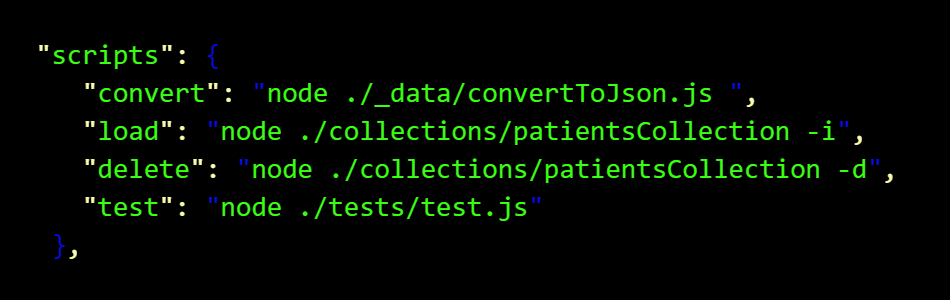 "scripts": {
"convert": "node ./_data/convertToJson.js ",
"load": "node ./collections/patientsCollection -i",
"delete": "node ./collections/patientsCollection -d",
"test": "node ./tests/test.js"
},